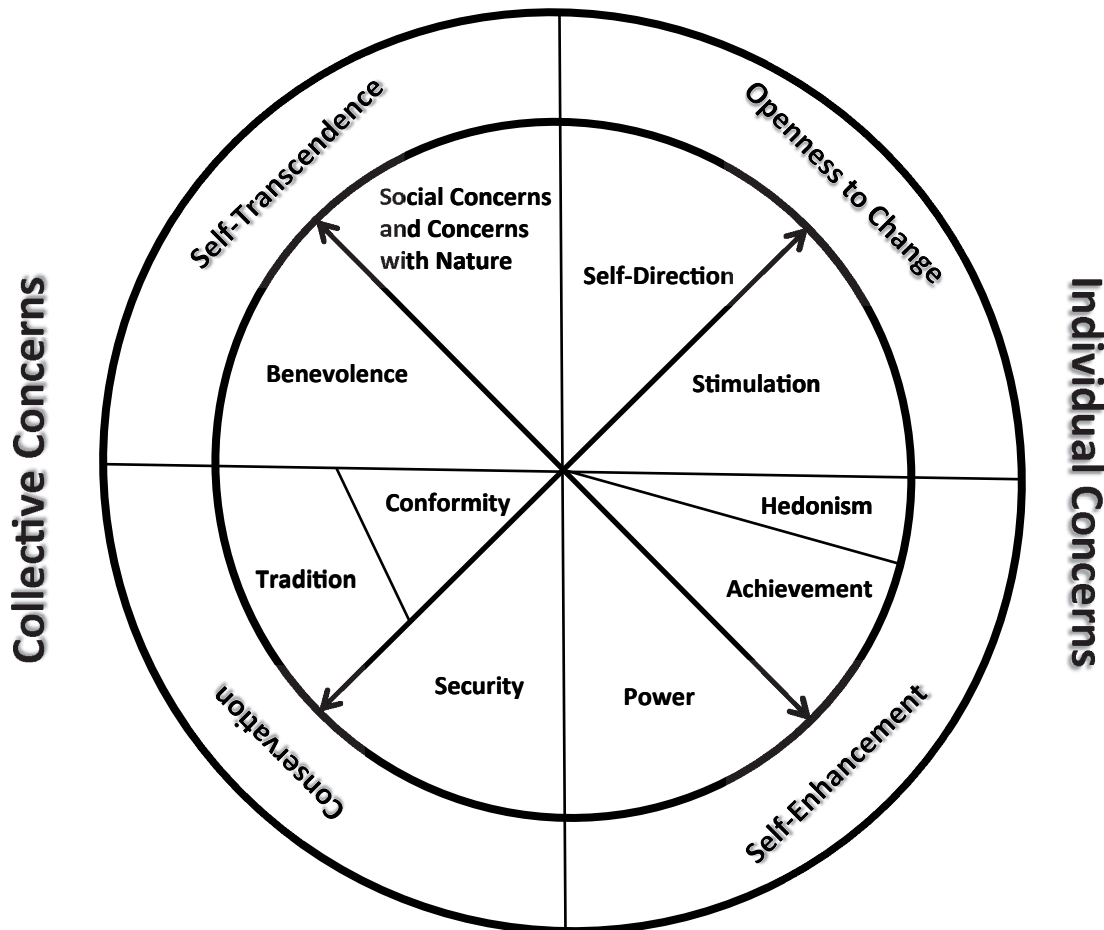 Self-Transcendence
Openness to Change
Social Concerns
and Concerns
with Nature
Self-Direction
Benevolence
Stimulation
Collective Concerns
Individual Concerns
Conformity
Hedonism
Tradition
Achievement
Security
Power
Conservation
Self-Enhancement